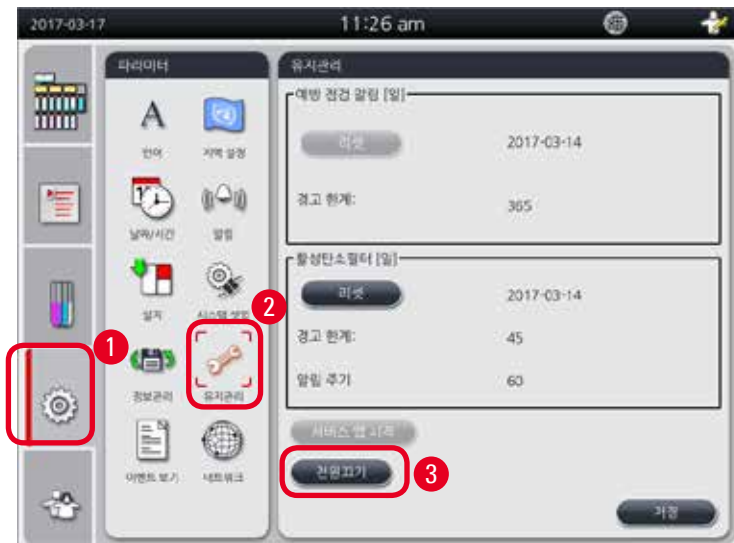 2017-03-17 11:26 am
파라미터
언어 지역 설정
날짜/시간 알림
설치 시스템 셋업
정보관리 유지관리
이벤트 보기 네트워크
유지관리
예방 점검 알림 [일]
리셋 2017-03-14
경고 한계: 365
활성탄소필터 [일]
리셋 2017-03-14
경고 한계: 45
알림 주기 60
서비스 앱 시작
전원끄기
저장
1
2
3